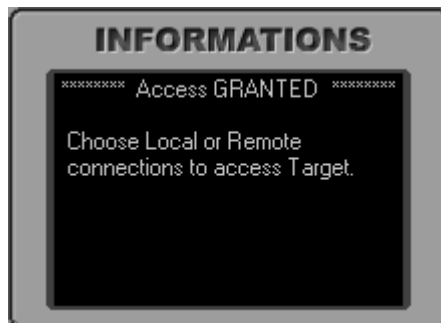 INFORMATIONS
******** Access GRANTED ********
Choose Local or Remote
connections to access Target.